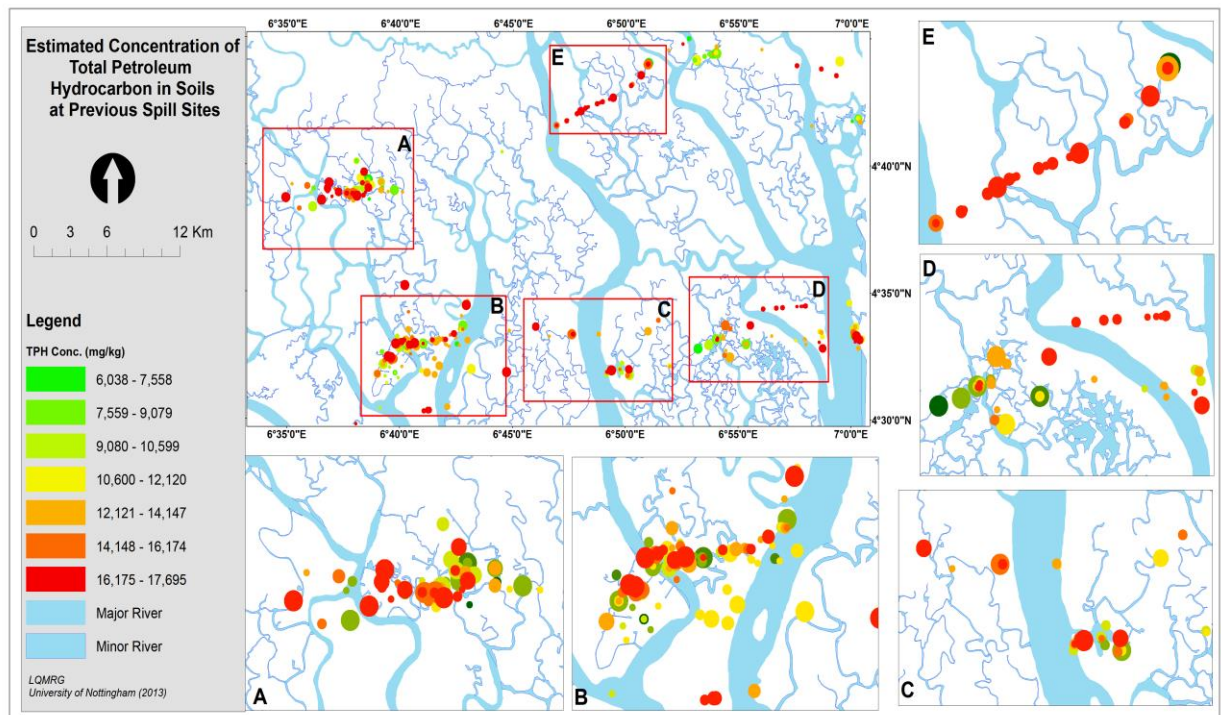 Estimated Concentration of
Total Petroleum
Hydrocarbon in Soils
at Previous Spill Sites
0 3 6 12 Km
Legend
TPH Conc. (mg/kg)
6,038 - 7,558
7,559 - 9,079
9,080 - 10,599
10,600 - 12,120
12,121 - 14,147
14,148 - 16,174
16,175 - 17,695
Major River
Minor River
LQMRG
University of Nottingham (2013)
6°35'0"E 6°40'0"E 6°45'0"E 6°50'0"E 6°55'0"E 7°0'0"E
E
A
B
C
D
4°40'0"N
4°35'0"N
4°30'0"N
6°35'0"E 6°40'0"E 6°45'0"E 6°50'0"E 6°55'0"E 7°0'0"E
E
D
A
B
C